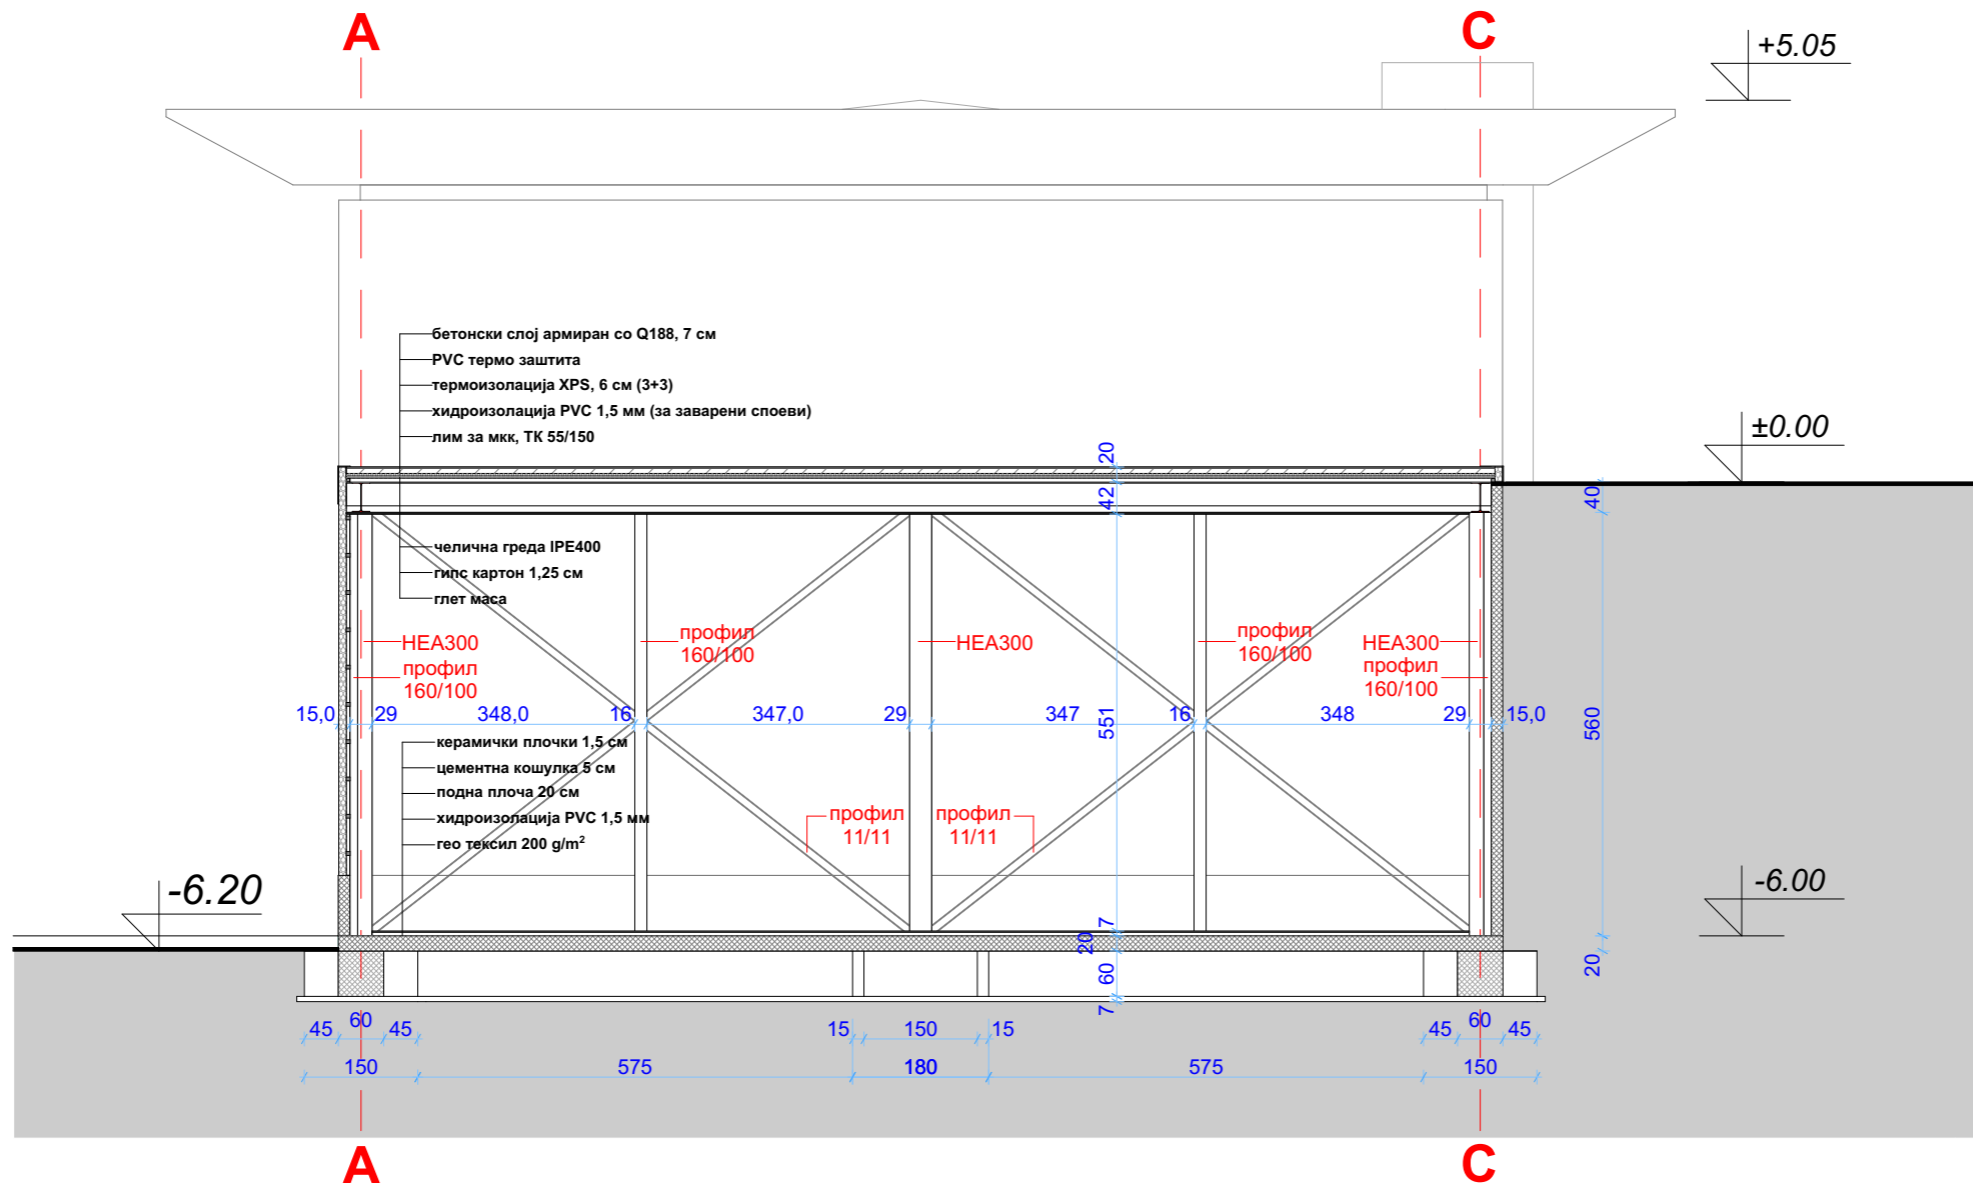 A
C
+5.05
бетонски слој армиран со Q188, 7 см
PVC термо заштита
термоизолација XPS, 6 см (3+3)
хидроизолација PVC 1,5 мм (за заварени споеви)
лим за мкк, ТК 55/150
±0.00
20
42
40
челична греда IPE400
гипс картон 1,25 см
глет маса
HEA300
профил
160/100
профил
160/100
HEA300
профил
160/100
HEA300
профил
160/100
15,0
29
348,0
16
347,0
29
347
551
16
348
29
15,0
560
керамички плочки 1,5 см
цементна кошулка 5 см
подна плоча 20 см
хидроизолација PVC 1,5 мм
гео тексил 200 g/m²
профил
11/11
профил
11/11
-6.20
-6.00
7
20
60
7
20
45
60
45
15
150
15
45
60
45
150
575
180
575
150
A
C